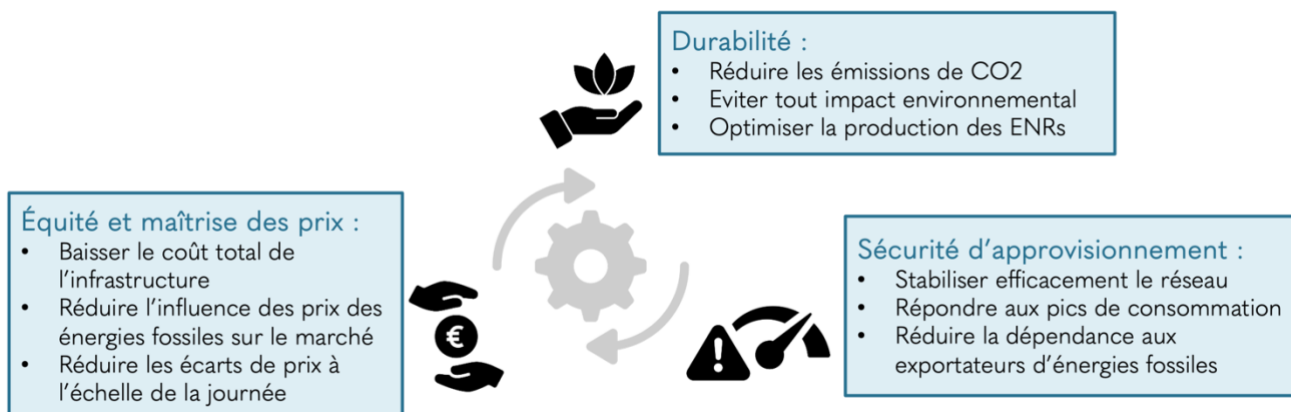 Durabilité :
• Réduire les émissions de CO2
• Eviter tout impact environnemental
• Optimiser la production des ENRs
Équité et maîtrise des prix :
• Baisser le coût total de
l'infrastructure
• Réduire l'influence des prix des
énergies fossiles sur le marché
• Réduire les écarts de prix à
l'échelle de la journée
€
Sécurité d'approvisionnement :
• Stabiliser efficacement le réseau
• Répondre aux pics de consommation
• Réduire la dépendance aux
exportateurs d'énergies fossiles